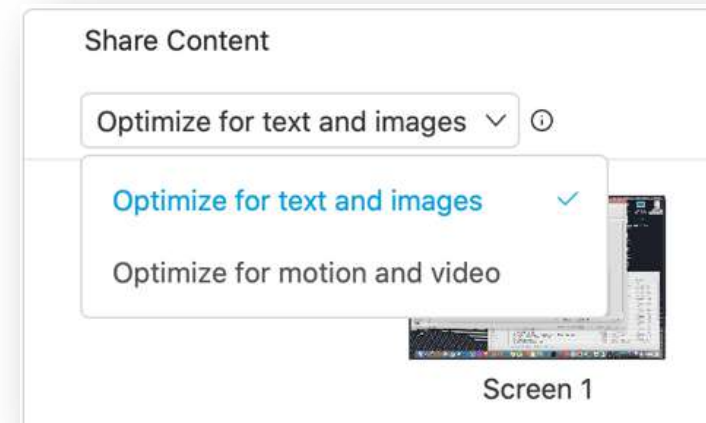 Share Content
Optimize for text and images
Optimize for text and images
Optimize for motion and video
Screen 1